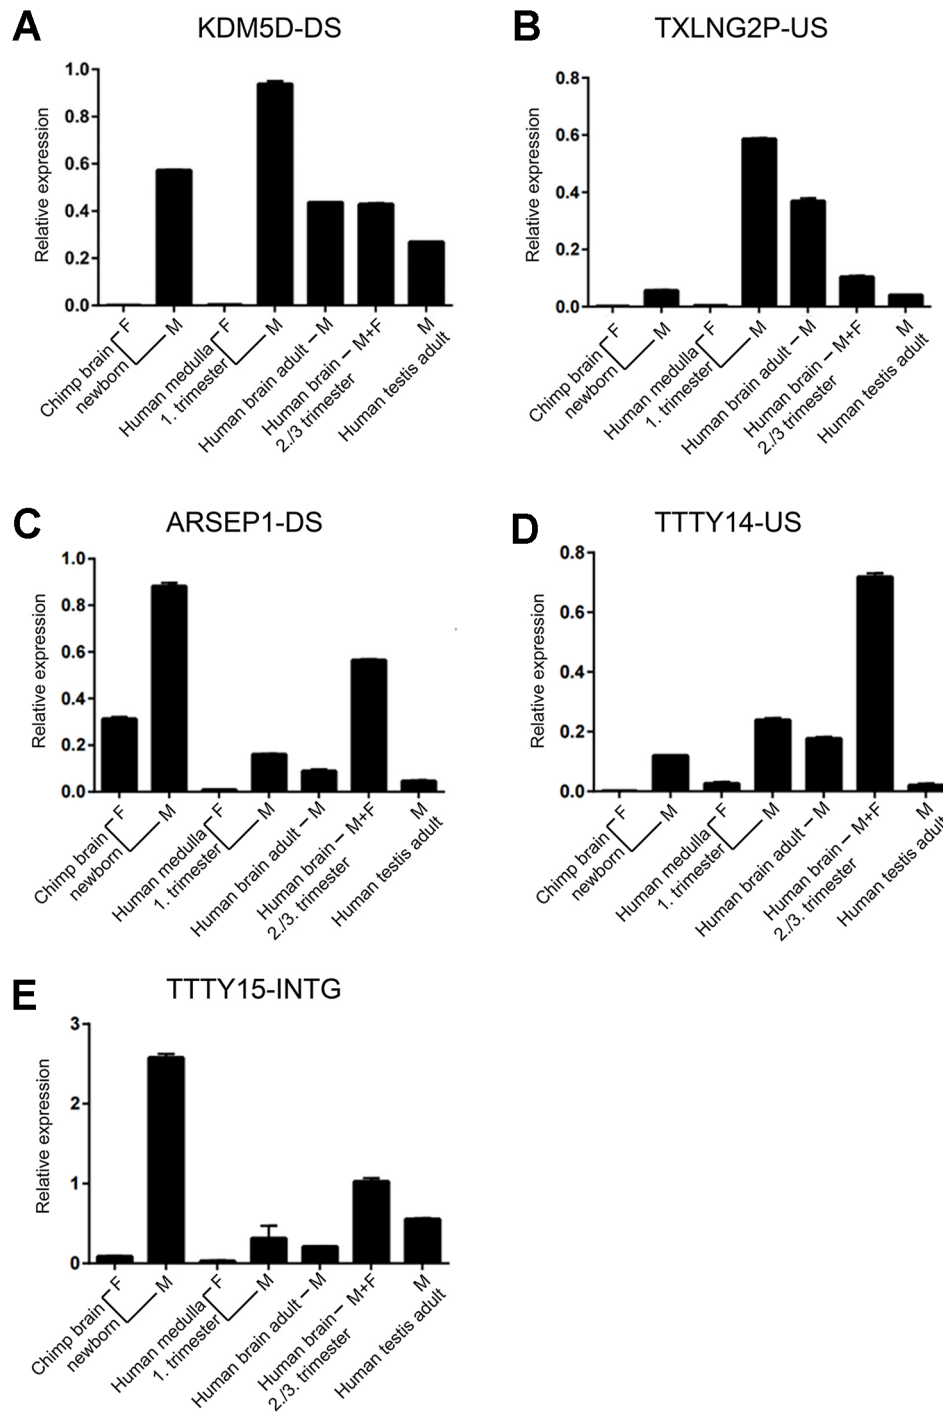 A
KDM5D-DS
Relative expression
1.0
0.8
0.6
0.4
0.2
0.0
F
M
F
M
M
M+F
M
Chimp brain
newborn
Human medulla
1. trimester
Human brain adult
Human brain
2./3 trimester
Human testis adult
B
TXLNG2P-US
Relative expression
0.8
0.6
0.4
0.2
0.0
F
M
F
M
M
M+F
M
Chimp brain
newborn
Human medulla
1. trimester
Human brain adult
Human brain
2./3 trimester
Human testis adult
C
ARSEP1-DS
Relative expression
1.0
0.8
0.6
0.4
0.2
0.0
F
M
F
M
M
M+F
M
Chimp brain
newborn
Human medulla
1. trimester
Human brain adult
Human brain
2./3. trimester
Human testis adult
D
TTTY14-US
Relative expression
0.8
0.6
0.4
0.2
0.0
F
M
F
M
M
M+F
M
Chimp brain
newborn
Human medulla
1. trimester
Human brain adult
Human brain
2./3. trimester
Human testis adult
E
TTTY15-INTG
Relative expression
3
2
1
0
F
M
F
M
M
M+F
M
Chimp brain
newborn
Human medulla
1. trimester
Human brain adult
Human brain
2./3. trimester
Human testis adult